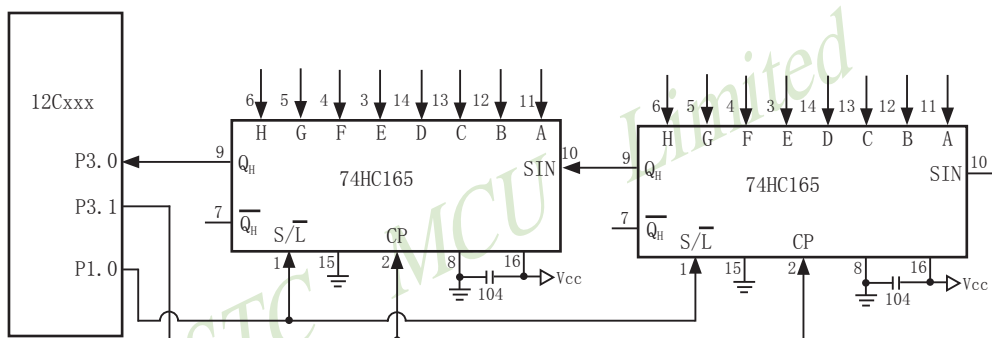 12Cxxx
P3.0
P3.1
P1.0
6 5 4 3 14 13 12 11
H G F E D C B A
9
QH
74HC165
SIN
10
7
QH
S/L
CP
1 15 2 8 16
104
Vcc
6 5 4 3 14 13 12 11
H G F E D C B A
9
QH
74HC165
SIN
10
7
QH
S/L
CP
1 15 2 8 16
104
Vcc
STC MCU Limited